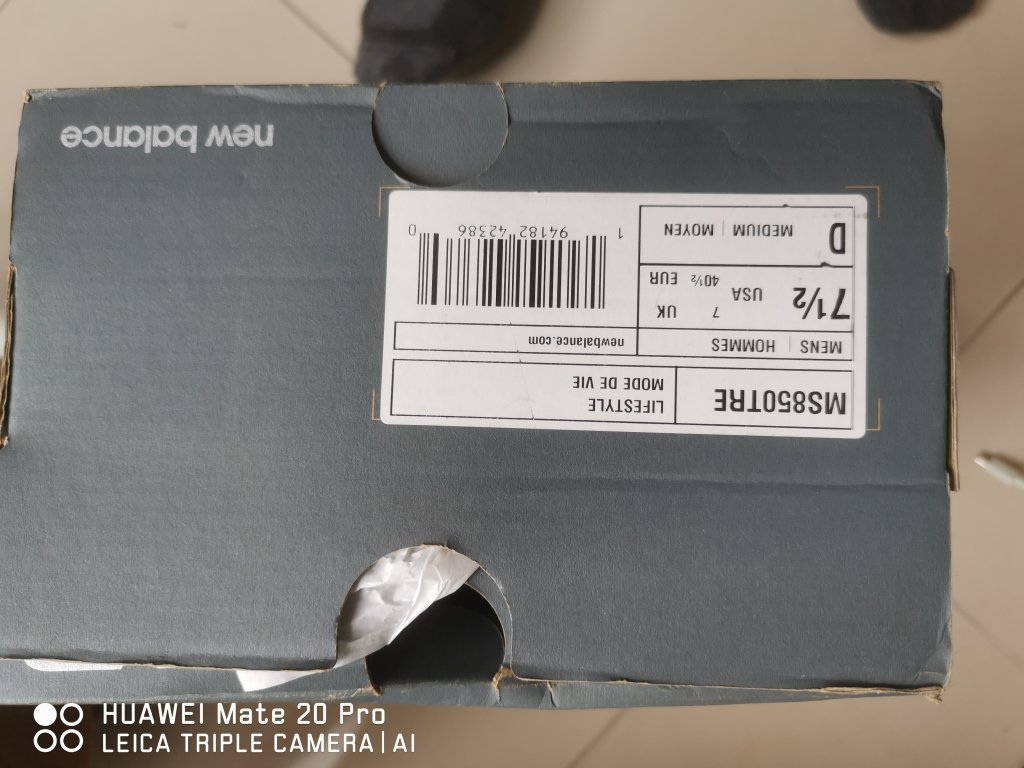 new balance
MS850TRE
LIFESTYLE
MODE DE VIE
MENS | HOMMES
newbalance.com
7½
USA
7 UK
40½ EUR
D
MEDIUM | MOYEN
1 94182 42386 0
HUAWEI Mate 20 Pro
LEICA TRIPLE CAMERA | AI